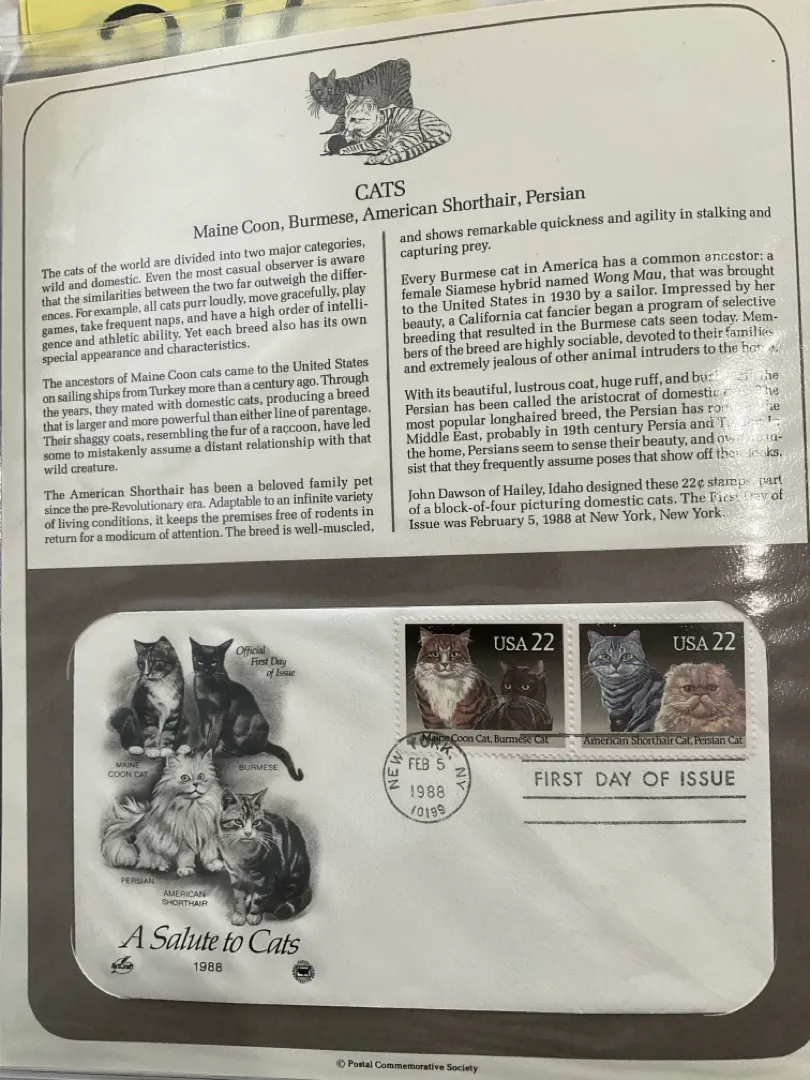 CATS
Maine Coon, Burmese, American Shorthair, Persian
The cats of the world are divided into two major categories,
wild and domestic. Even the most casual observer is aware
that the similarities between the two far outweigh the differ-
ences. For example, all cats purr loudly, move gracefully, play
games, take frequent naps, and have a high order of intelli-
gence and athletic ability. Yet each breed also has its own
special appearance and characteristics.
The ancestors of Maine Coon cats came to the United States
on sailing ships from Turkey more than a century ago. Through
the years, they mated with domestic cats, producing a breed
that is larger and more powerful than either line of parentage.
Their shaggy coats, resembling the fur of a raccoon, have led
some to mistakenly assume a distant relationship with that
wild creature.
The American Shorthair has been a beloved family pet
since the pre-Revolutionary era. Adaptable to an infinite variety
of living conditions, it keeps the premises free of rodents in
return for a modicum of attention. The breed is well-muscled,
and shows remarkable quickness and agility in stalking and
capturing prey.
Every Burmese cat in America has a common ancestor: a
female Siamese hybrid named Wong Mau, that was brought
to the United States in 1930 by a sailor. Impressed by her
beauty, a California cat fancier began a program of selective
breeding that resulted in the Burmese cats seen today. Mem-
bers of the breed are highly sociable, devoted to their families
and extremely jealous of other animal intruders to the home.
With its beautiful, lustrous coat, huge ruff, and the
Persian has been called the aristocrat of domestic
most popular longhaired breed, the Persian has
Middle East, probably in 19th century Persia and
the home, Persians seem to sense their beauty, and
sist that they frequently assume poses that show off their looks.
John Dawson of Hailey, Idaho designed these 22¢ stamps, part
of a block-of-four picturing domestic cats. The First Day of
Issue was February 5, 1988 at New York, New York.
Official
First Day
of Issue
MAINE
COON CAT
BURMESE
PERSIAN
AMERICAN
SHORTHAIR
A Salute to Cats
ArtCraft
1988
USA 22
Maine Coon Cat, Burmese Cat
USA 22
American Shorthair Cat, Persian Cat
NEW YORK, NY
FEB 5
1988
10199
FIRST DAY OF ISSUE
© Postal Commemorative Society